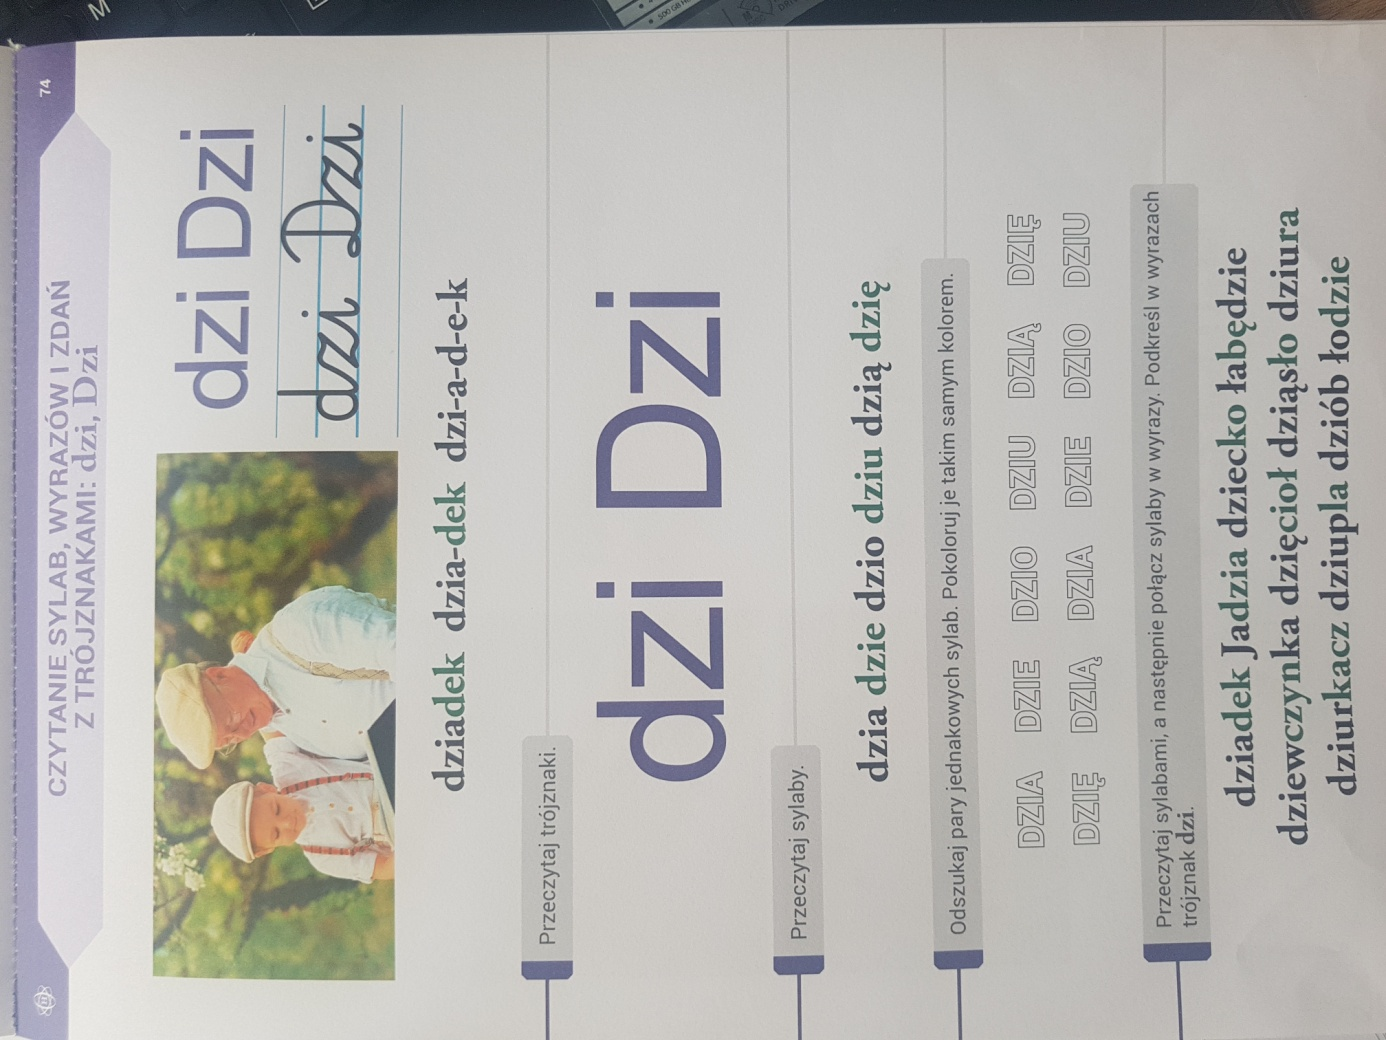 74
CZYTANIE SYLAB, WYRAZÓW I ZDAŃ
Z TRÓJZNAKAMI: dzi, Dzi
dzi Dzi
dzi Dzi
dziadek dzia-dek dzi-a-d-e-k
Przeczytaj trójznaki.
dzi Dzi
Przeczytaj sylaby.
dzia dzie dzio dziu dzią dzię
Odszukaj pary jednakowych sylab. Pokoloruj je takim samym kolorem.
DZIA DZIE DZIO DZIU DZIĄ DZIĘ
DZIĘ DZIĄ DZIA DZIE DZIO DZIU
Przeczytaj sylabami, a następnie połącz sylaby w wyrazy. Podkreśl w wyrazach
trójznak dzi.
dziadek Jadzia dziecko łabędzie
dziewczynka dzięcioł dziąsło dziura
dziurkacz dziupla dziób łodzie
M